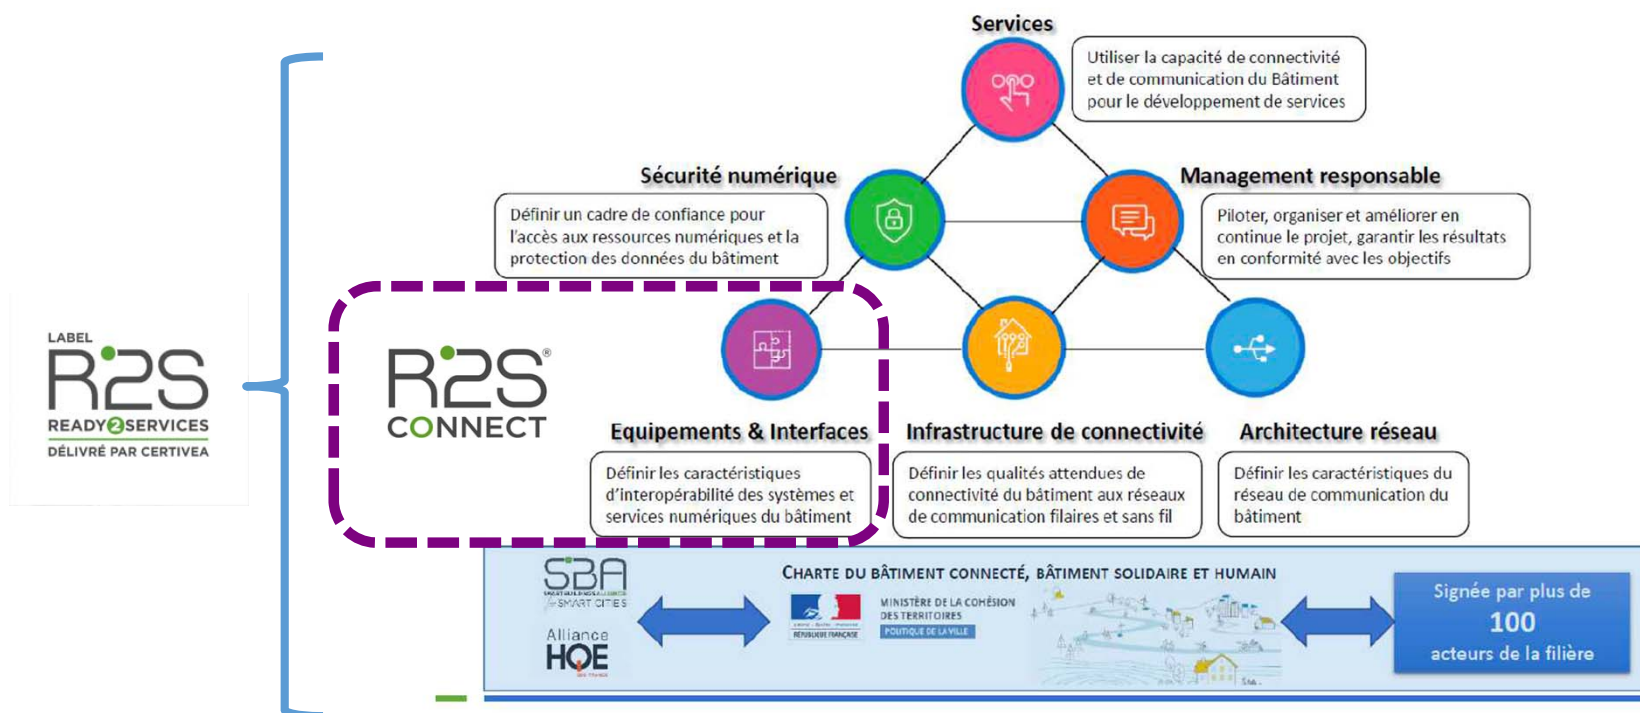 Services
Utiliser la capacité de connectivité
et de communication du Bâtiment
pour le développement de services
Sécurité numérique
Définir un cadre de confiance pour
l'accès aux ressources numériques et la
protection des données du bâtiment
Management responsable
Piloter, organiser et améliorer en
continue le projet, garantir les résultats
en conformité avec les objectifs
LABEL
R2S
READY2SERVICES
DÉLIVRÉ PAR CERTIVEA
R2S®
CONNECT
Equipements & Interfaces
Définir les caractéristiques
d'interopérabilité des systèmes et
services numériques du bâtiment
Infrastructure de connectivité
Définir les qualités attendues de
connectivité du bâtiment aux réseaux
de communication filaires et sans fil
Architecture réseau
Définir les caractéristiques du
réseau de communication du
bâtiment
SBA
SMART BUILDINGS ALLIANCE
for SMART CITIES
Alliance
HQE
CHARTE DU BÂTIMENT CONNECTÉ, BÂTIMENT SOLIDAIRE ET HUMAIN
RÉPUBLIQUE FRANÇAISE
MINISTÈRE DE LA COHÉSION
DES TERRITOIRES
POLITIQUE DE LA VILLE
Signée par plus de
100
acteurs de la filière